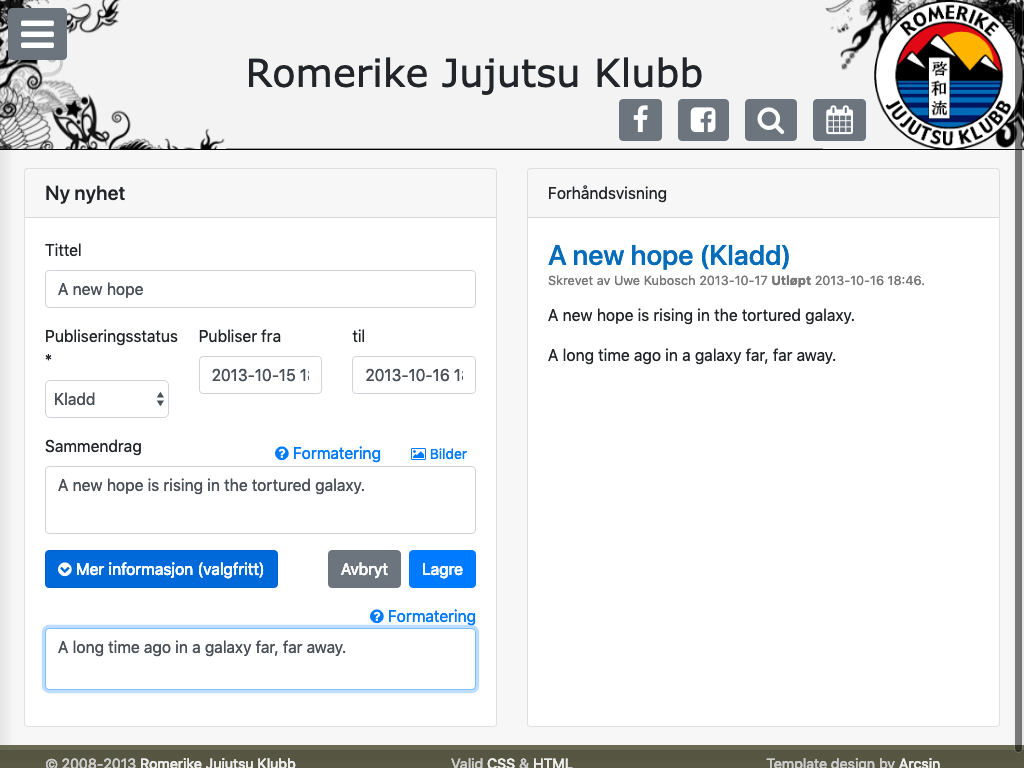 Romerike Jujutsu Klubb
ROMERIKE
啓和流
JUJUTSU KLUBB
Ny nyhet
Tittel
A new hope
Publiseringsstatus
*
Publiser fra
til
Kladd
2013-10-15 1
2013-10-16 1
Sammendrag
Formatering
Bilder
A new hope is rising in the tortured galaxy.
Mer informasjon (valgfritt)
Avbryt
Lagre
Formatering
A long time ago in a galaxy far, far away.
Forhåndsvisning
A new hope (Kladd)
Skrevet av Uwe Kubosch 2013-10-17 Utløpt 2013-10-16 18:46.
A new hope is rising in the tortured galaxy.
A long time ago in a galaxy far, far away.
© 2008-2013 Romerike Jujutsu Klubb
Valid CSS & HTML
Template design by Arcsin